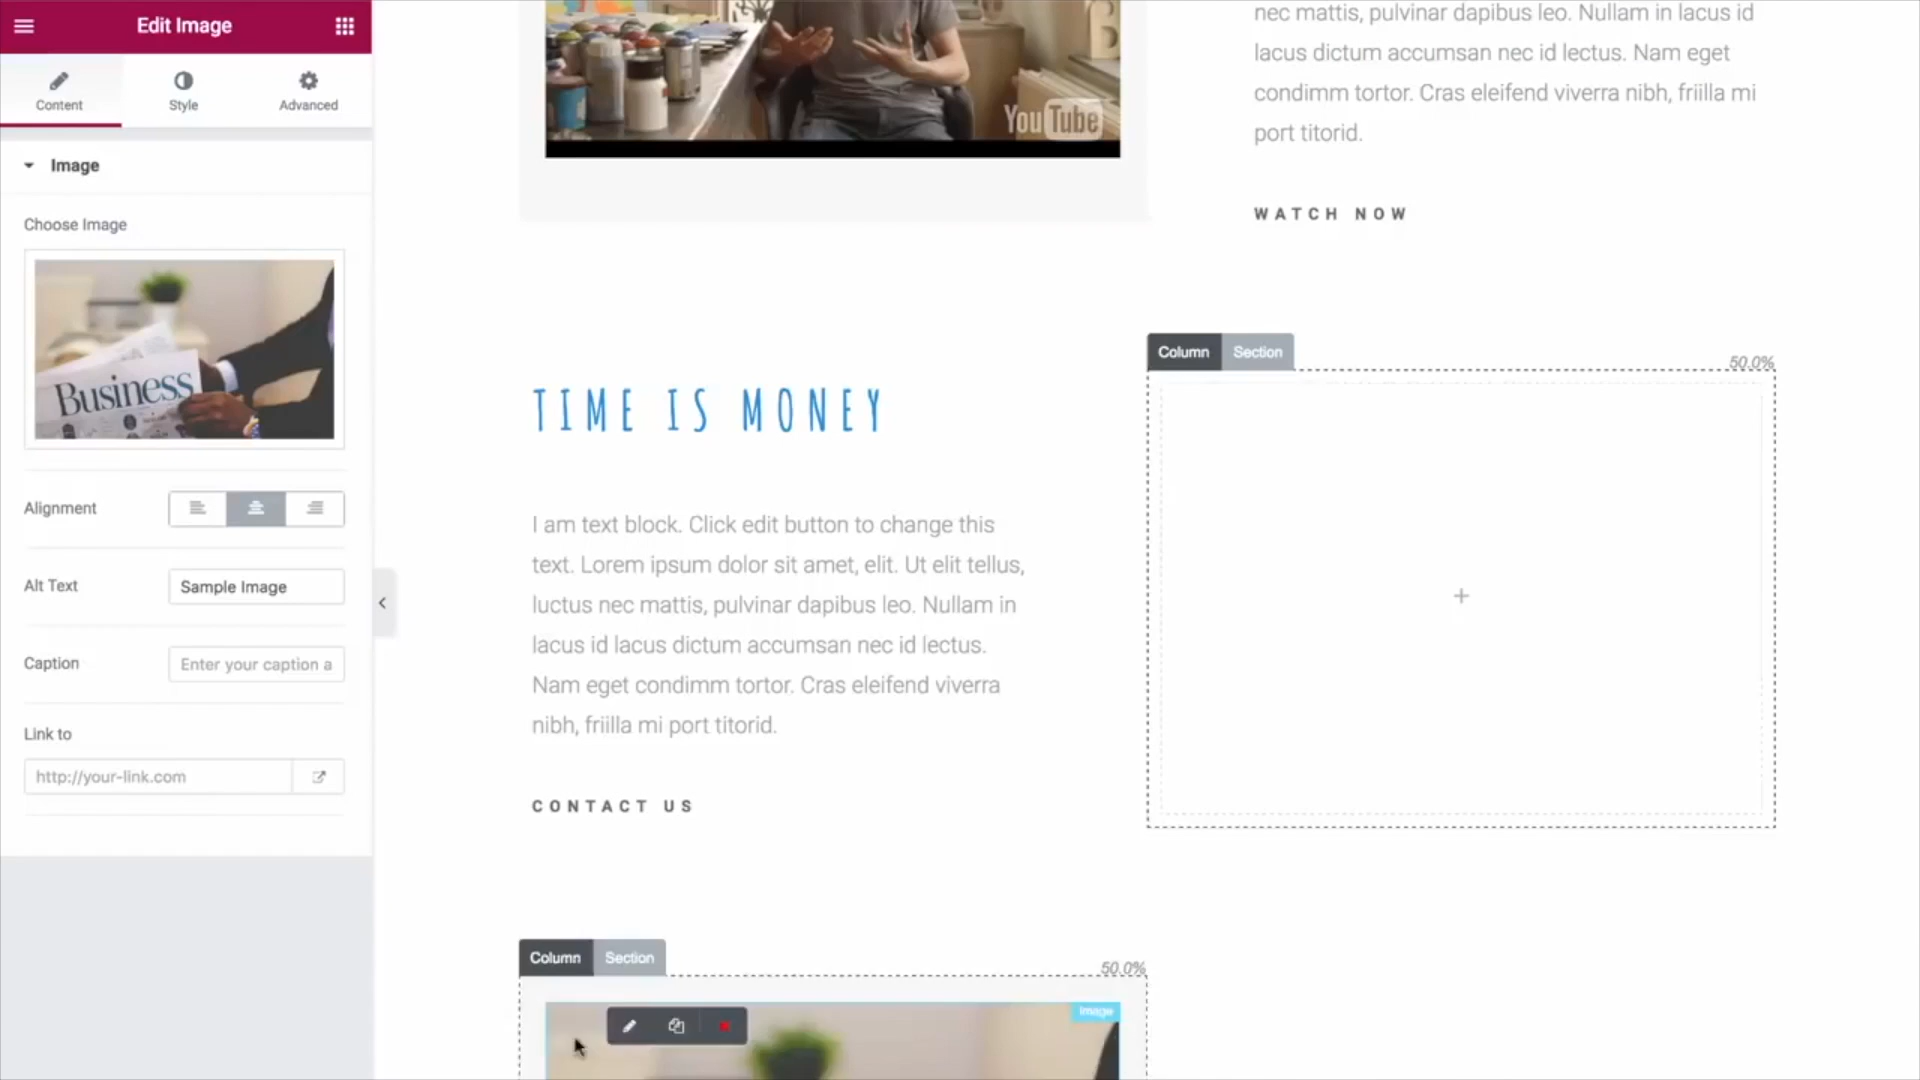 Edit Image
Content
Style
Advanced
Image
Choose Image
Business
Alignment
Alt Text
Sample Image
Caption
Enter your caption a
Link to
http://your-link.com
YouTube
nec mattis, pulvinar dapibus leo. Nullam in lacus id
lacus dictum accumsan nec id lectus. Nam eget
condimm tortor. Cras eleifend viverra nibh, friilla mi
port titorid.
WATCH NOW
Column
Section
50.0%
TIME IS MONEY
I am text block. Click edit button to change this
text. Lorem ipsum dolor sit amet, elit. Ut elit tellus,
luctus nec mattis, pulvinar dapibus leo. Nullam in
lacus id lacus dictum accumsan nec id lectus.
Nam eget condimm tortor. Cras eleifend viverra
nibh, friilla mi port titorid.
CONTACT US
Column
Section
50.0%
Image